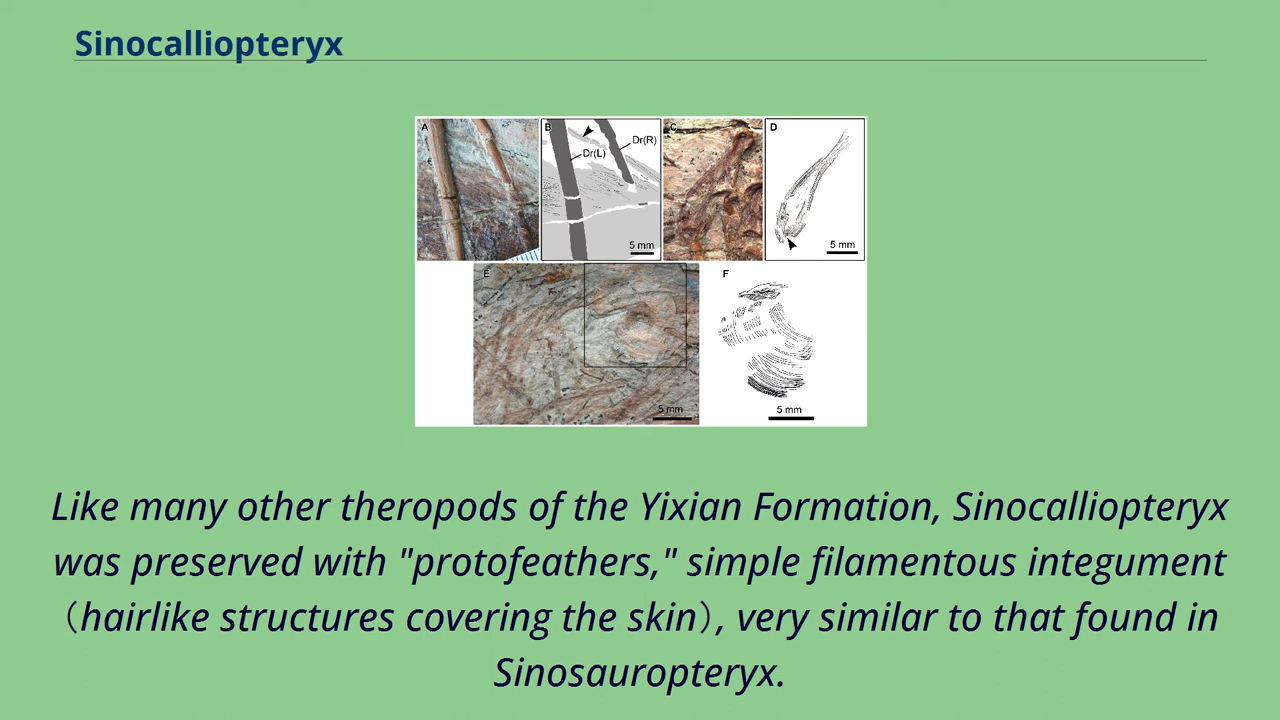 Sinocalliopteryx
A
B
Dr(L)
Dr(R)
5 mm
C
D
5 mm
E
5 mm
F
5 mm
Like many other theropods of the Yixian Formation, Sinocalliopteryx
was preserved with "protofeathers," simple filamentous integument
（hairlike structures covering the skin）, very similar to that found in
Sinosauropteryx.